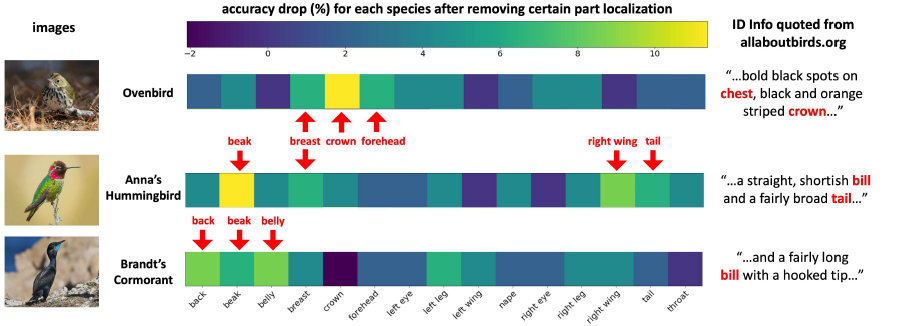 accuracy drop (%) for each species after removing certain part localization
images
−2 0 2 4 6 8 10
ID Info quoted from
allaboutbirds.org
Ovenbird
“...bold black spots on
chest, black and orange
striped crown...”
beak breast crown forehead right wing tail
Anna’s
Hummingbird
“...a straight, shortish bill
and a fairly broad tail...”
back beak belly
Brandt’s
Cormorant
“...and a fairly long
bill with a hooked tip...”
back beak belly breast crown forehead left eye left leg left wing nape right eye right leg right wing tail throat